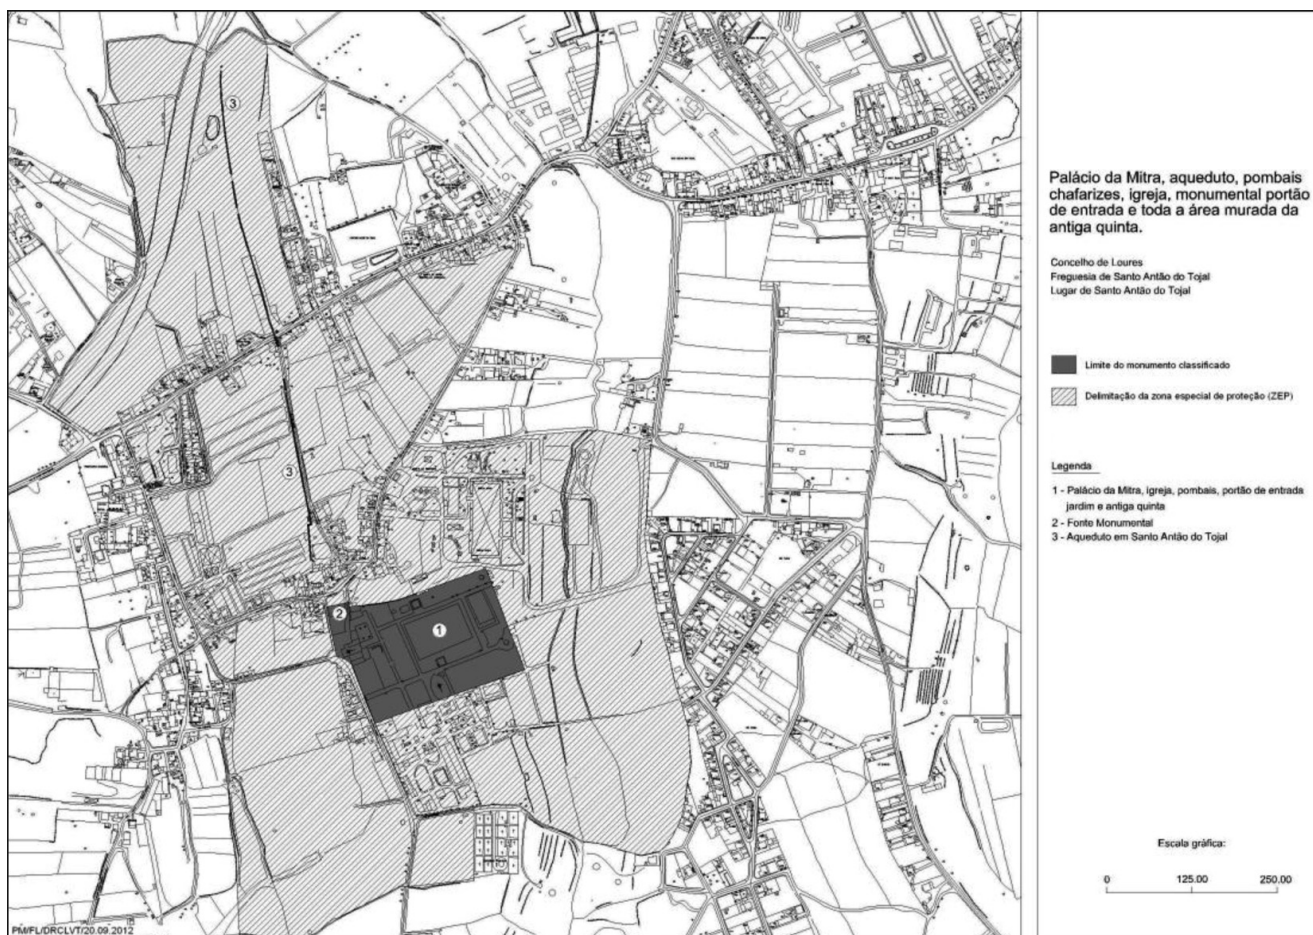 Palácio da Mitra, aqueduto, pombais
chafarizes, igreja, monumental portão
de entrada e toda a área murada da
antiga quinta.
Concelho de Loures
Freguesia de Santo Antão do Tojal
Lugar de Santo Antão do Tojal
Limite do monumento classificado
Delimitação da zona especial de proteção (ZEP)
Legenda
1 - Palácio da Mitra, igreja, pombais, portão de entrada
jardim e antiga quinta
2 - Fonte Monumental
3 - Aqueduto em Santo Antão do Tojal
Escala gráfica:
0 125.00 250.00
3
3
2
1
PM/FL/DRCLVT/20.09.2012